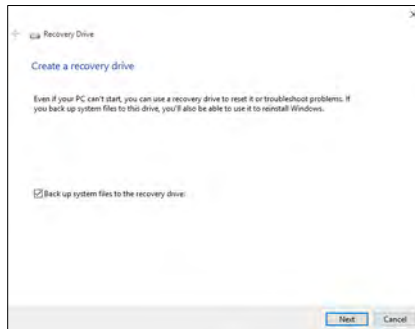 Recovery Drive
Create a recovery drive
Even if your PC can't start, you can use a recovery drive to reset it or troubleshoot problems. If
you back up system files to this drive, you'll also be able to use it to reinstall Windows.
Back up system files to the recovery drive.
Next Cancel